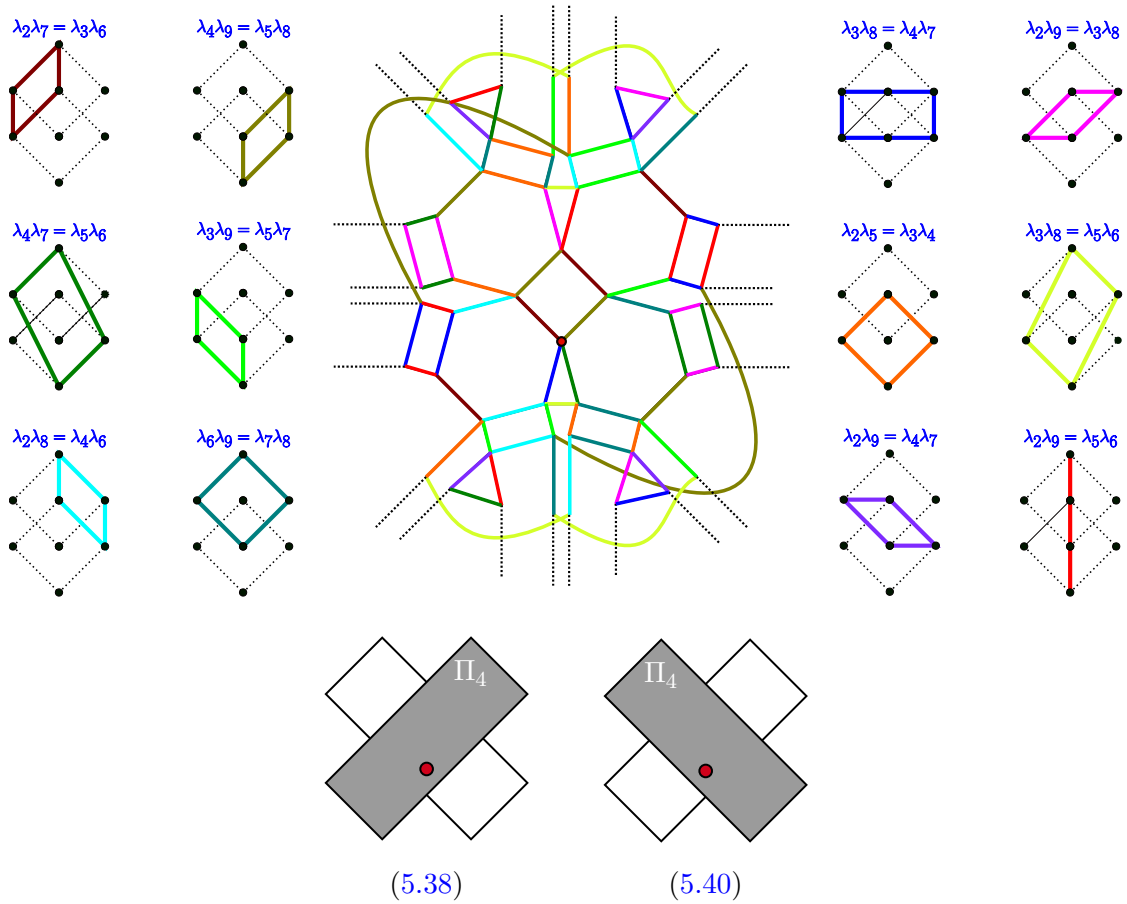 λ₂λ₇ = λ₃λ₆
λ₄λ₉ = λ₅λ₈
λ₃λ₈ = λ₄λ₇
λ₂λ₉ = λ₃λ₈
λ₄λ₇ = λ₅λ₆
λ₃λ₉ = λ₅λ₇
λ₂λ₅ = λ₃λ₄
λ₃λ₈ = λ₅λ₆
λ₂λ₈ = λ₄λ₆
λ₆λ₉ = λ₇λ₈
λ₂λ₉ = λ₄λ₇
λ₂λ₉ = λ₅λ₆
Π₄
Π₄
(5.38)
(5.40)